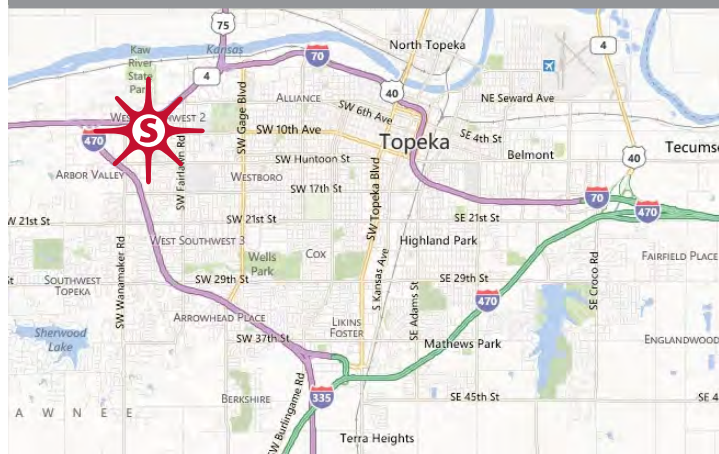 75
Kaw
River
State
Park
Kansas
North Topeka
70
4
4
40
ALLIANCE
SW 6th Ave
NE Seward Ave
SW Gage Blvd
S
470
SW 10th Ave
Topeka
SE 4th St
Tecums
ARBOR VALLEY
SW Fairlawn Rd
SW Huntoon St
Belmont
40
WESTBORO
SW 17th St
SW Topeka Blvd
70
470
W 21st St
SW 21st St
SE 21st St
WEST SOUTHWEST 3
Highland Park
Wells
Park
Cox
FAIRFIELD PLACE
SOUTHWEST
TOPEKA
SW Wanamaker Rd
SW 29th St
S Kansas Ave
SE 29th St
SE Adams St
470
SE Croco Rd
ARROWHEAD PLACE
LIKINS
FOSTER
Sherwood
Lake
SW 37th St
Mathews Park
ENGLANDWOOD
BERKSHIRE
335
SE 45th St
SE 45th St
AWNEE
SW Burlingame Rd
Terra Heights